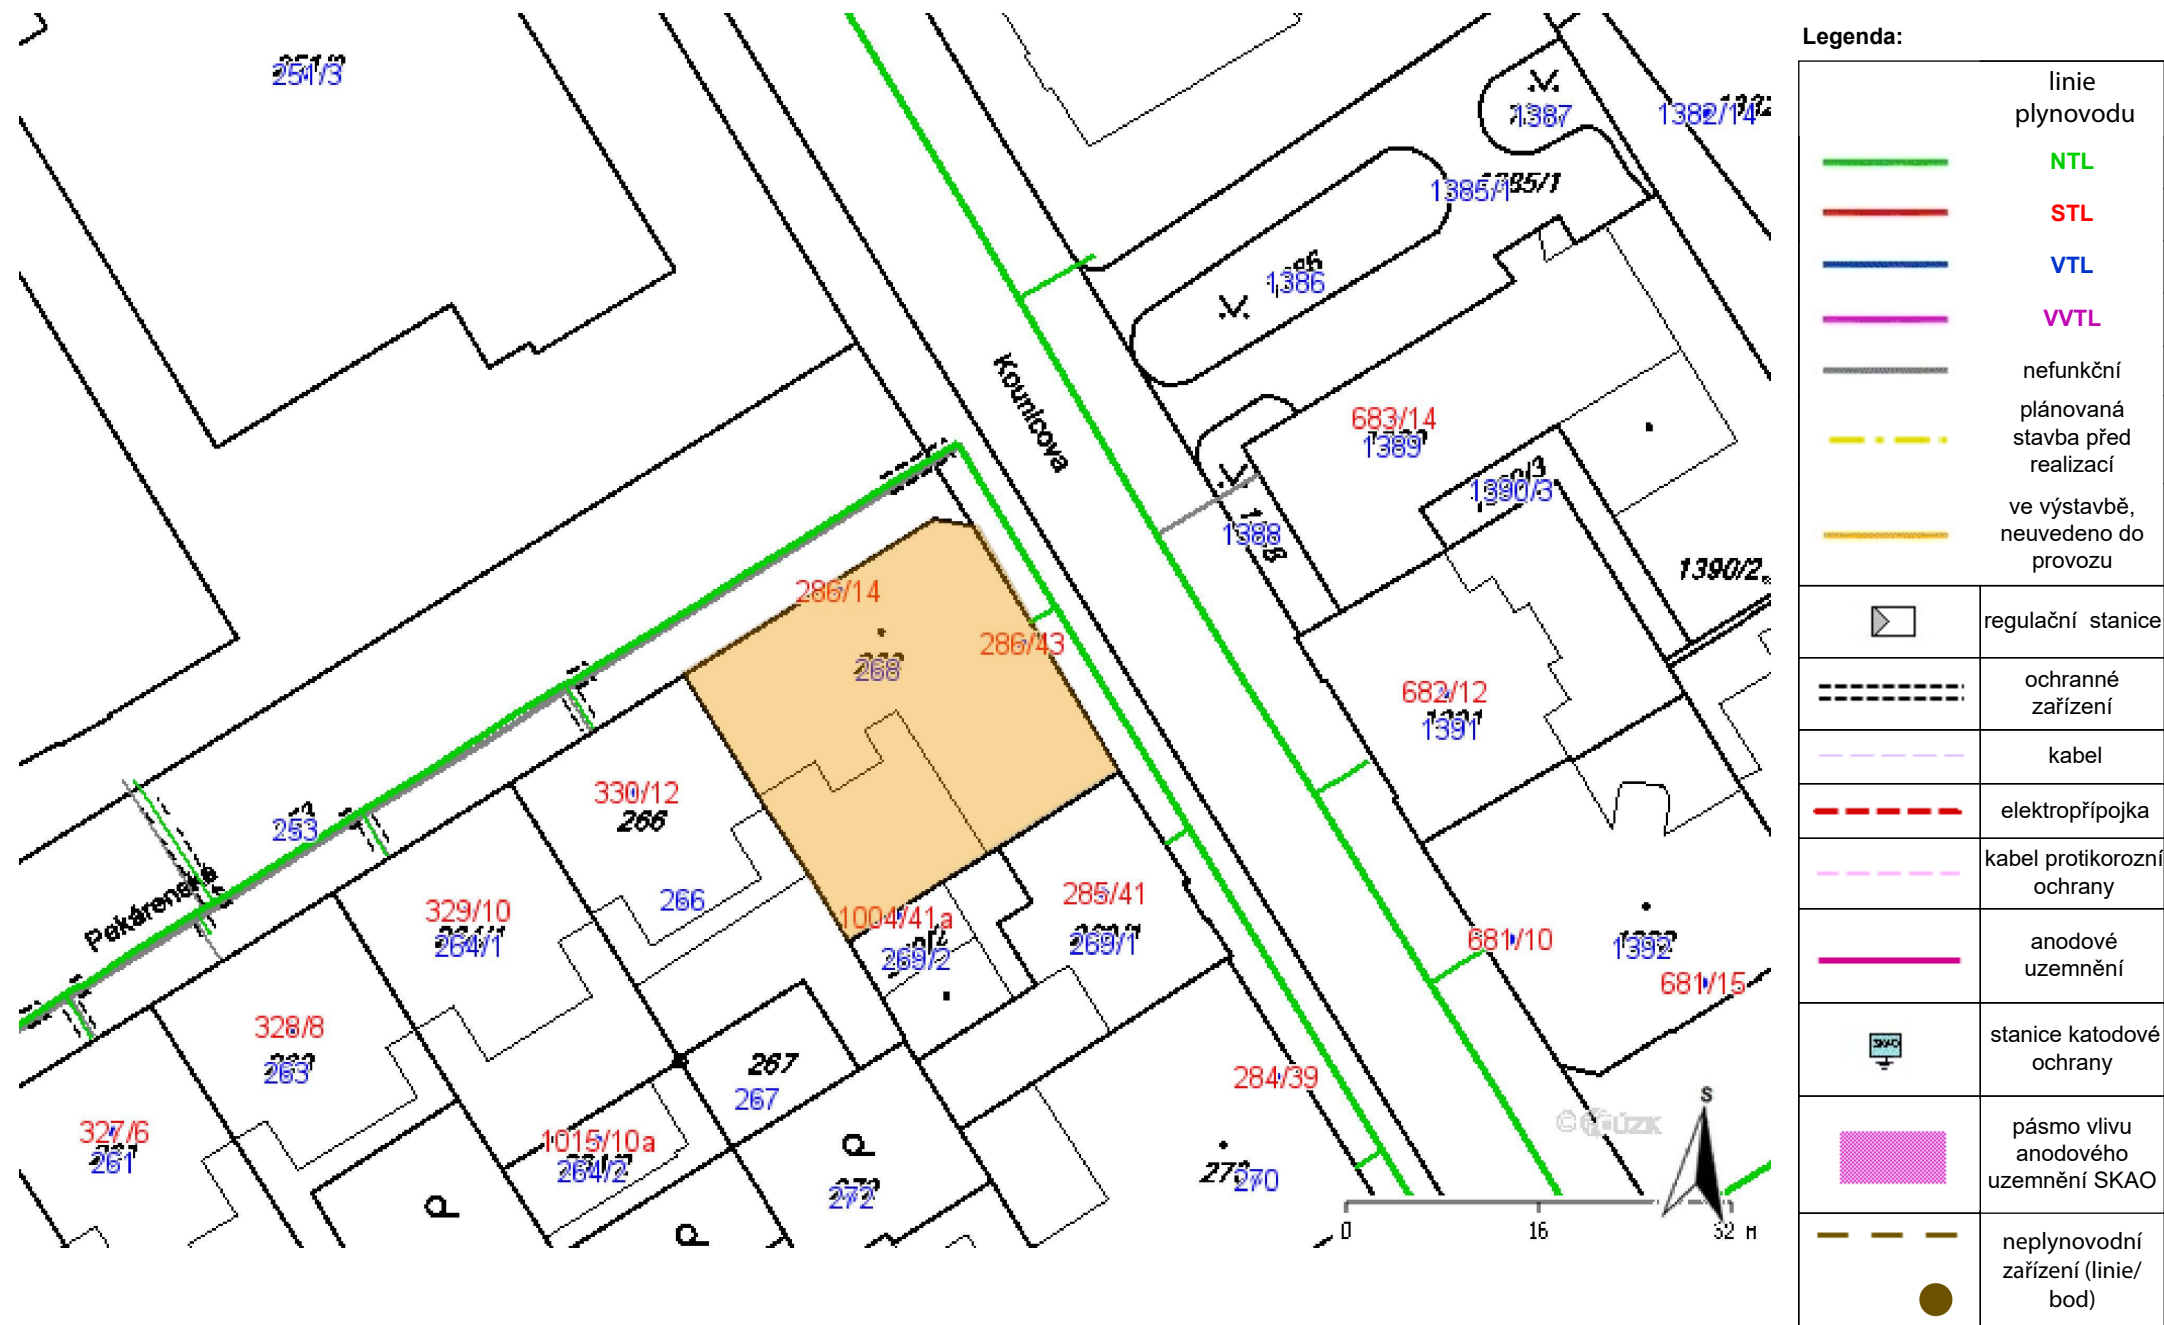 251/3
1387
1382/14
1385/1
1386
Kounicova
683/14
1389
1390/3
1388
1390/2
286/14
286/43
268
682/12
1391
330/12
266
266
253
Pekárenská
329/10
264/1
1004/41a
269/2
285/41
269/1
681/10
1392
681/15
328/8
263
267
267
284/39
327/6
261
1015/10a
264/2
P
272
P
P
270
S
0 16 32 M
Legenda:
linie
plynovodu
NTL
STL
VTL
VVTL
nefunkční
plánovaná
stavba před
realizací
ve výstavbě,
neuvedeno do
provozu
regulační stanice
ochranné
zařízení
kabel
elektropřípojka
kabel protikorozní
ochrany
anodové
uzemnění
SKAO
stanice katodové
ochrany
pásmo vlivu
anodového
uzemnění SKAO
neplynovodní
zařízení (linie/
bod)